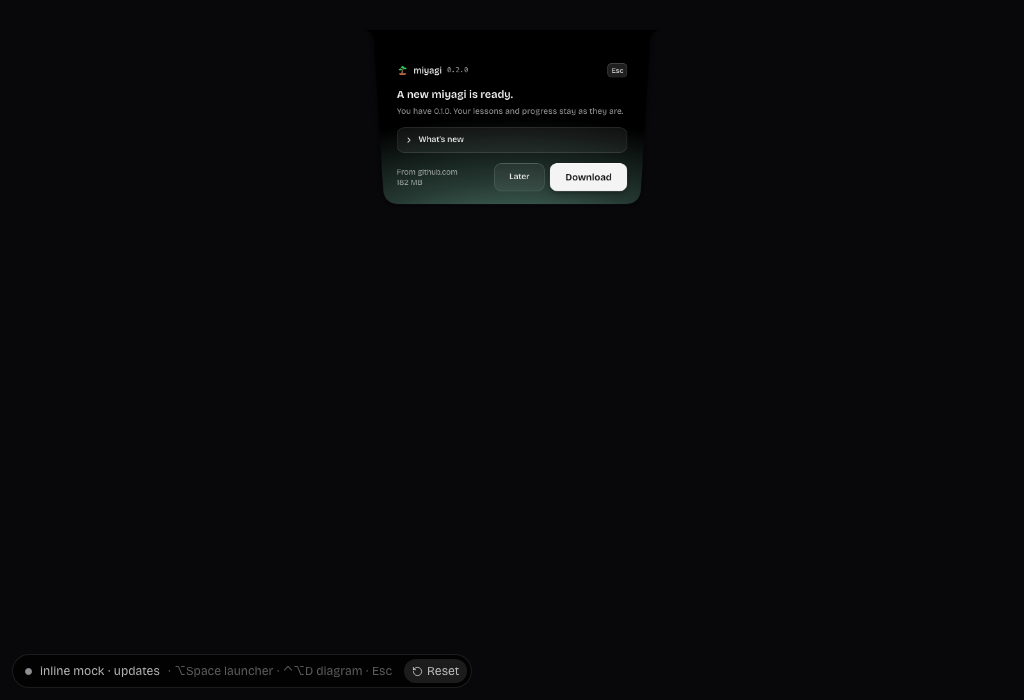 miyagi 0.2.0 Esc
A new miyagi is ready.
You have 0.1.0. Your lessons and progress stay as they are.
What's new
From github.com
182 MB
Later
Download
inline mock · updates · ⌥Space launcher · ^⌥D diagram · Esc Reset